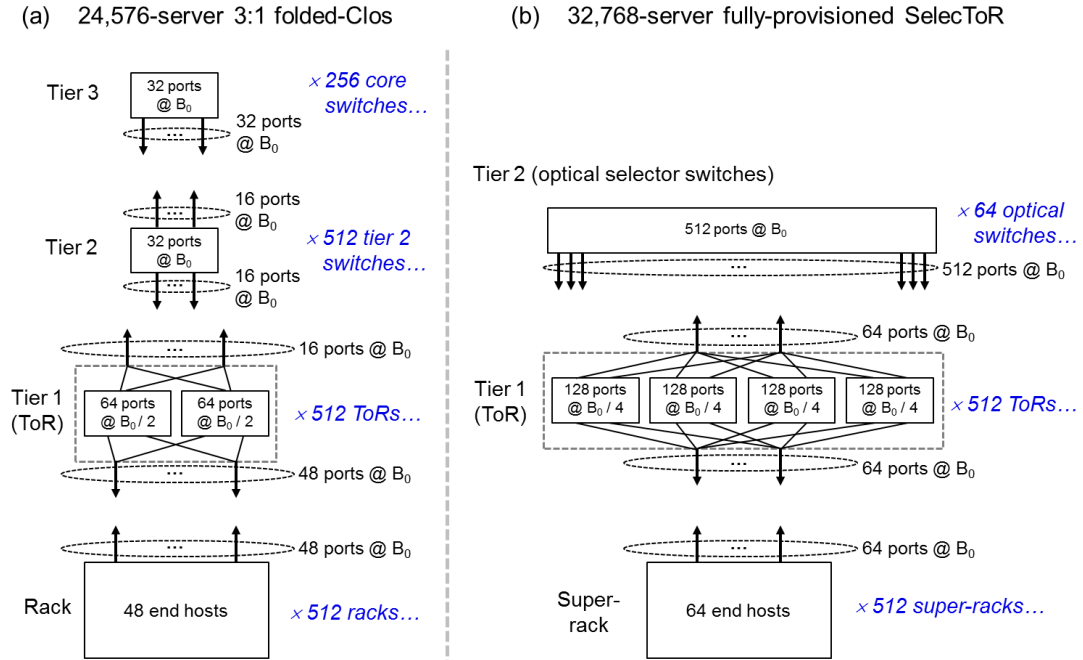 (a) 24,576-server 3:1 folded-Clos
Tier 3
32 ports
@ B₀
× 256 core
switches…
...
32 ports
@ B₀
16 ports
@ B₀
...
Tier 2
32 ports
@ B₀
× 512 tier 2
switches…
...
16 ports
@ B₀
...
16 ports @ B₀
Tier 1
(ToR)
64 ports
@ B₀/ 2
64 ports
@ B₀/ 2
× 512 ToRs…
...
48 ports @ B₀
...
48 ports @ B₀
Rack
48 end hosts
× 512 racks…
(b) 32,768-server fully-provisioned SelecToR
Tier 2 (optical selector switches)
512 ports @ B₀
× 64 optical
switches…
...
512 ports @ B₀
...
64 ports @ B₀
Tier 1
(ToR)
128 ports
@ B₀ / 4
128 ports
@ B₀ / 4
128 ports
@ B₀ / 4
128 ports
@ B₀ / 4
× 512 ToRs…
...
64 ports @ B₀
...
64 ports @ B₀
Super-
rack
64 end hosts
× 512 super-racks…